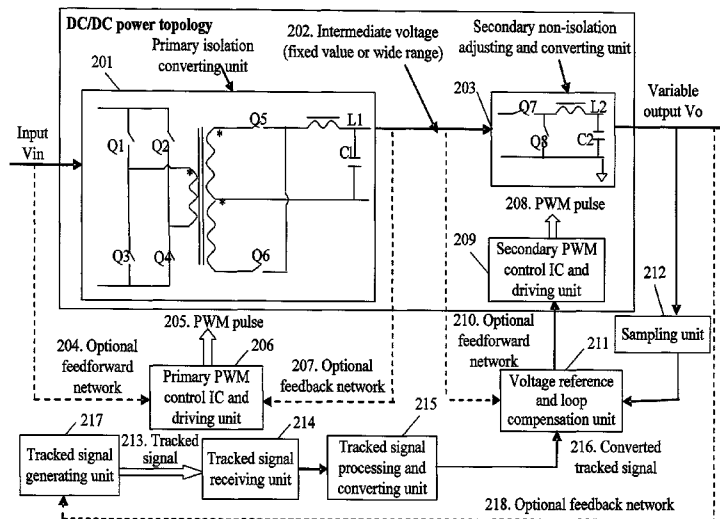 DC/DC power topology
202. Intermediate voltage
(fixed value or wide range)
Secondary non-isolation
adjusting and converting unit
Primary isolation
converting unit
201
203
Variable
output Vo
Input
Vin
Q1
Q2
Q5
L1
C1
Q3
Q4
Q6
Q7
L2
Q8
C2
208. PWM pulse
209
Secondary PWM
control IC and
driving unit
212
Sampling unit
205. PWM pulse
204. Optional
feedforward
network
206
Primary PWM
control IC and
driving unit
207. Optional
feedback network
210. Optional
feedforward
network
211
Voltage reference
and loop
compensation unit
217
Tracked signal
generating unit
213. Tracked
signal
214
Tracked signal
receiving unit
215
Tracked signal
processing and
converting unit
216. Converted
tracked signal
218. Optional feedback network